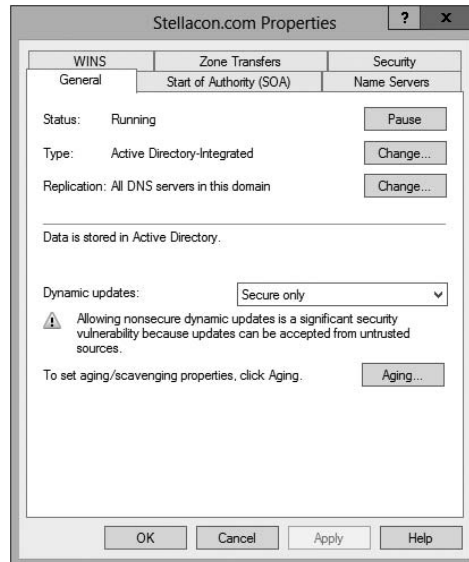 Stellacon.com Properties
? x
WINS Zone Transfers Security
General Start of Authority (SOA) Name Servers
Status: Running Pause
Type: Active Directory-Integrated Change...
Replication: All DNS servers in this domain Change...
Data is stored in Active Directory.
Dynamic updates: Secure only
Allowing nonsecure dynamic updates is a significant security
vulnerability because updates can be accepted from untrusted
sources.
To set aging/scavenging properties, click Aging. Aging...
OK Cancel Apply Help